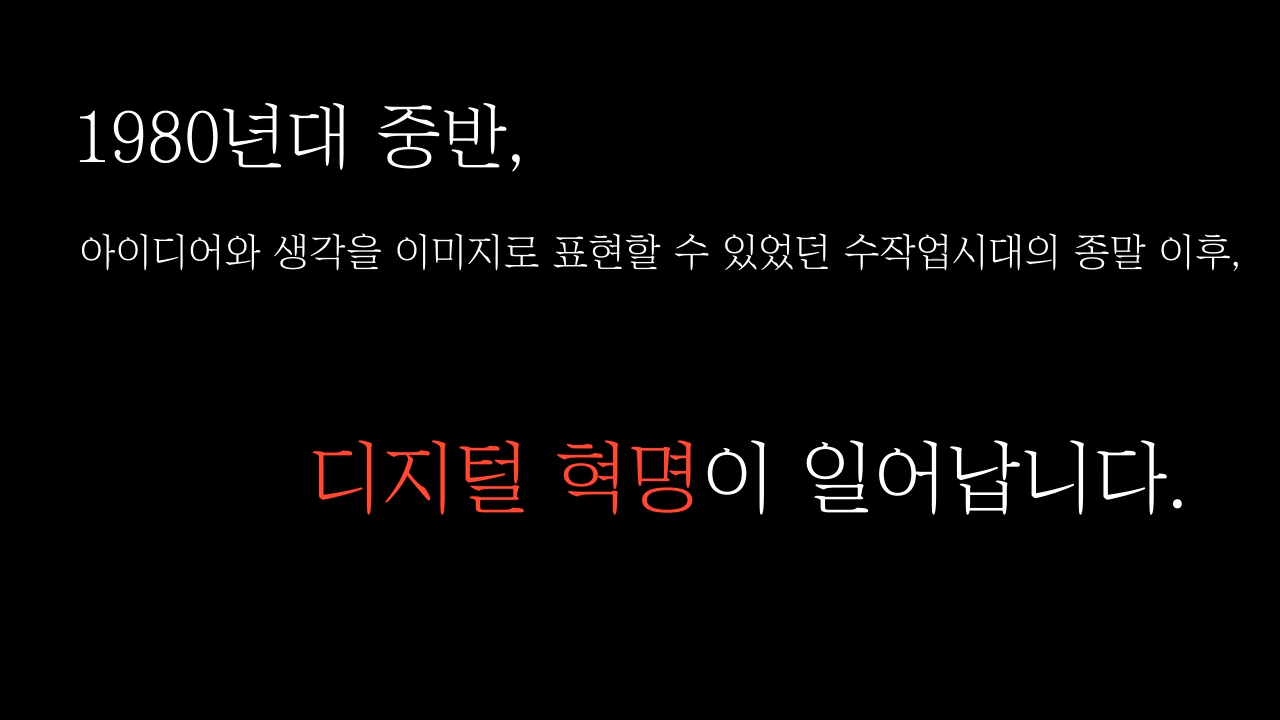 1980년대 중반,
아이디어와 생각을 이미지로 표현할 수 있었던 수작업시대의 종말 이후,
디지털 혁명이 일어납니다.